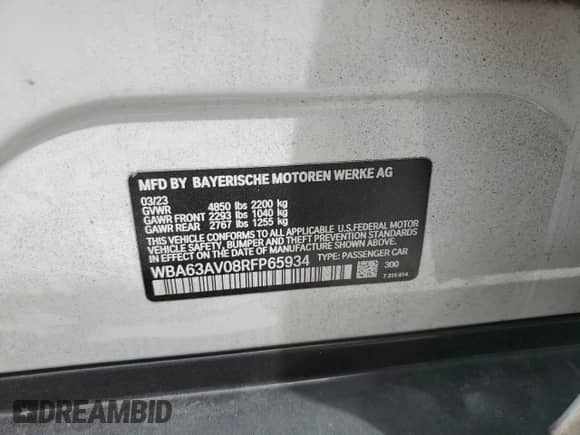 MFD BY BAYERISCHE MOTOREN WERKE AG
03/23
GVWR 4850 lbs 2200 kg
GAWR FRONT 2293 lbs 1040 kg
GAWR REAR 2767 lbs 1255 kg
THIS VEHICLE CONFORMS TO ALL APPLICABLE U.S.FEDERAL MOTOR
VEHICLE SAFETY, BUMPER, AND THEFT PREVENTION STANDARDS
IN EFFECT ON THE DATE OF MANUFACTURE SHOWN ABOVE.
WBA63AV08RFP65934 TYPE: PASSENGER CAR
300
DREAMBID